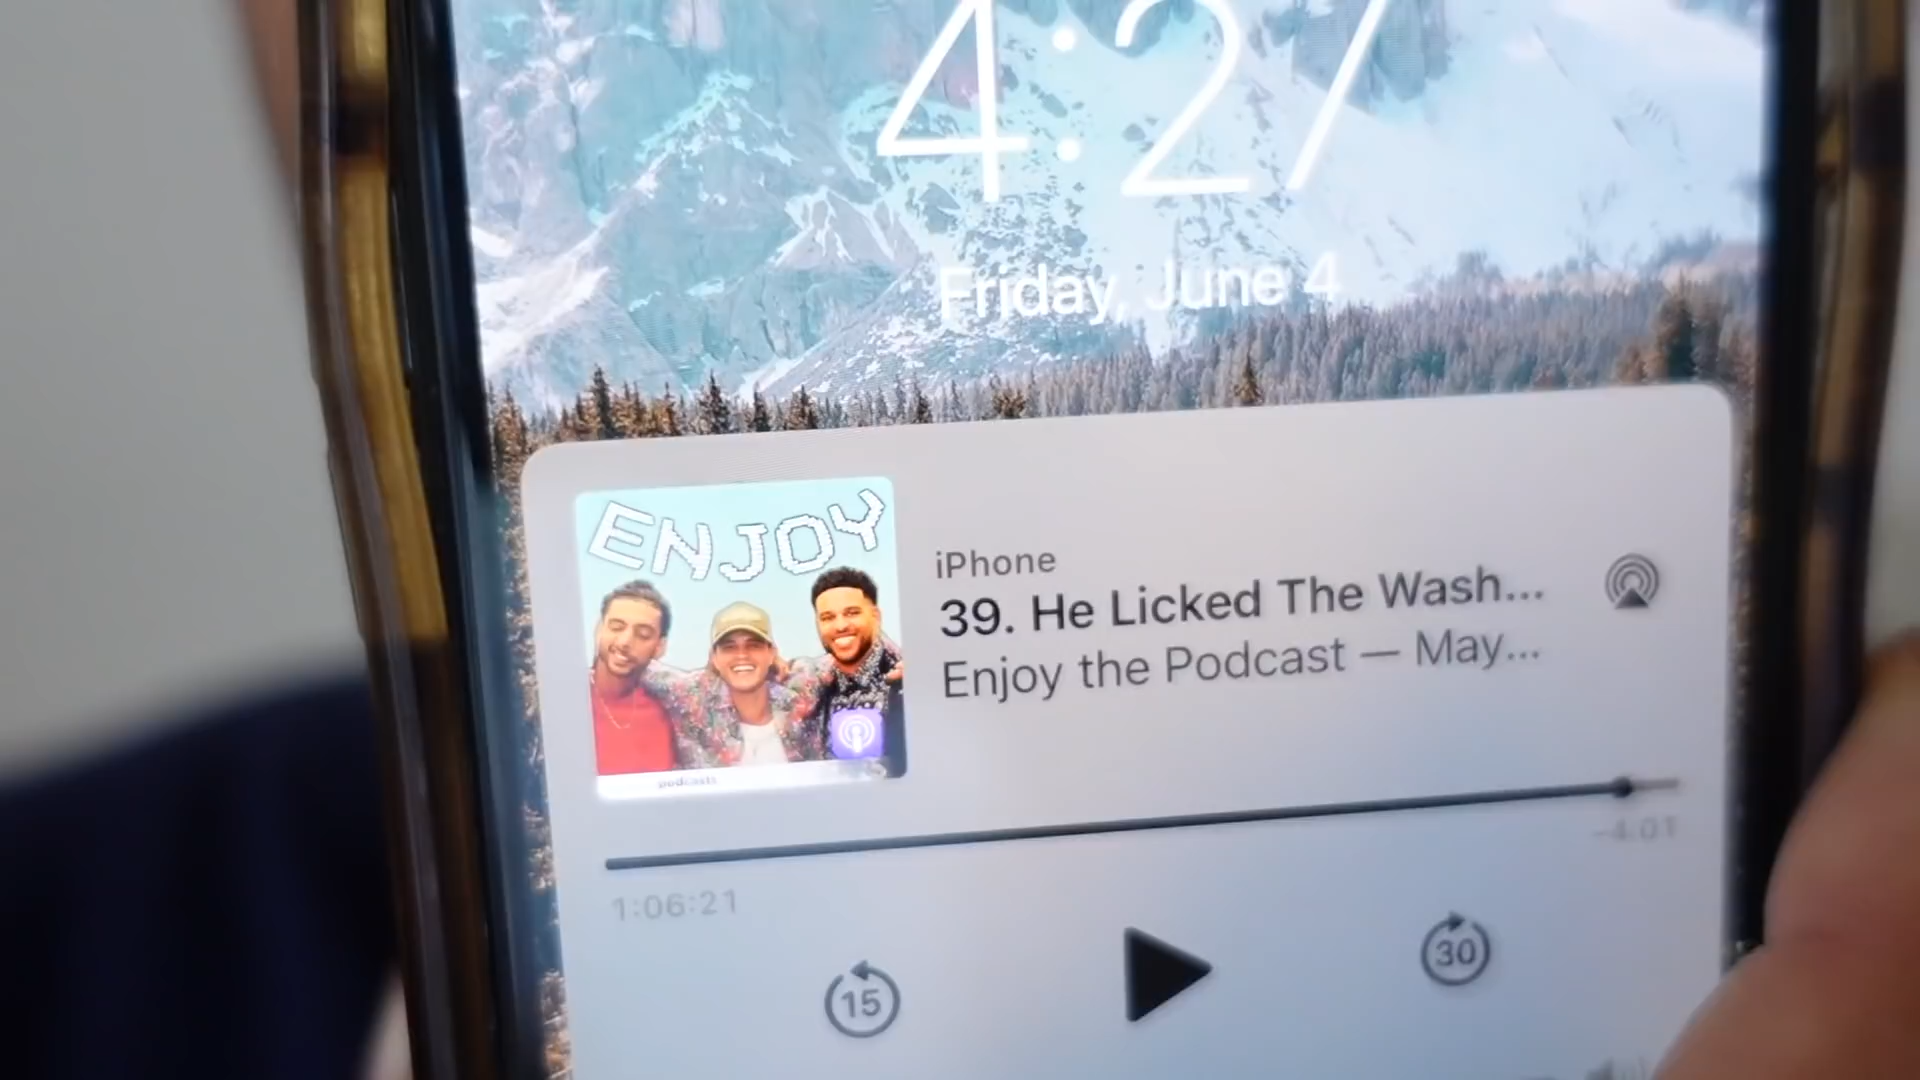 4:27
Friday, June 4
ENJOY
podcasts
iPhone
39. He Licked The Wash...
Enjoy the Podcast — May...
1:06:21
-4:01
15
30